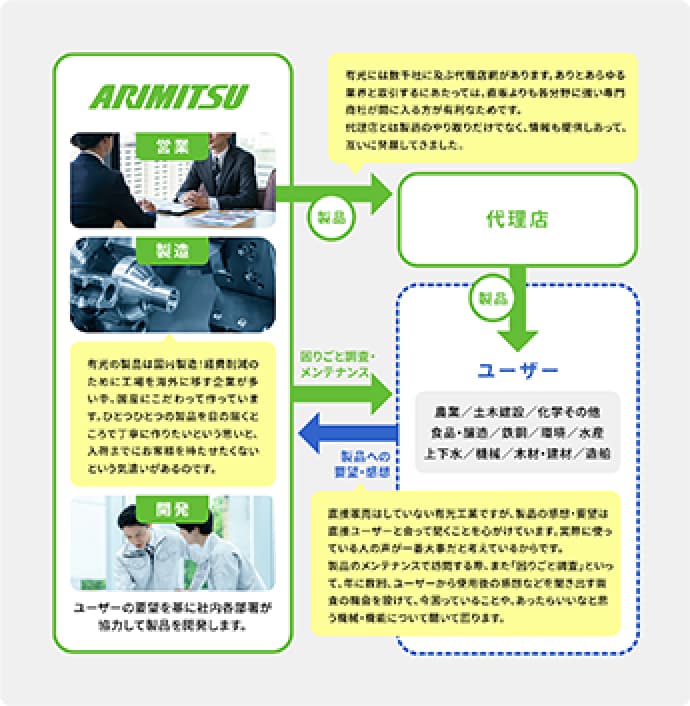 ARIMITSU
営業
製造
有光の製品は国内製造！経費削減の
ために工場を海外に移す企業が多
い中、国産にこだわって作っていま
す。ひとつひとつの製品を目の届くと
ころで丁寧に作りたいという思いと、
入荷までにお客様を待たせたくない
という気遣いがあるのです。
開発
ユーザーの要望を基に社内各部署が
協力して製品を開発します。
有光には数千社に及ぶ代理店網があります。ありとあらゆる
業界と取引するにあたっては、直販よりも各分野に強い専門
商社が間に入る方が有利なためです。
代理店とは製品のやり取りだけでなく、情報も提供しあって、
互いに発展してきました。
製品
代理店
製品
ユーザー
農業／土木建設／化学その他
食品・醸造／鉄鋼／環境／水産
上下水／機械／木材・建材／造船
困りごと調査・
メンテナンス
製品への
要望・感想
直接販売はしていない有光工業ですが、製品の感想・要望は
直接ユーザーと会って聞くことを心がけています。実際に使っ
ている人の声が一番大事だと考えているからです。
製品のメンテナンスで訪問する際、また「困りごと調査」といっ
て、年に数回、ユーザーから使用後の感想などを聞き出す調
査の機会を設けて、今困っていることや、あったらいいなと思
う機械・機能について聞いて回ります。